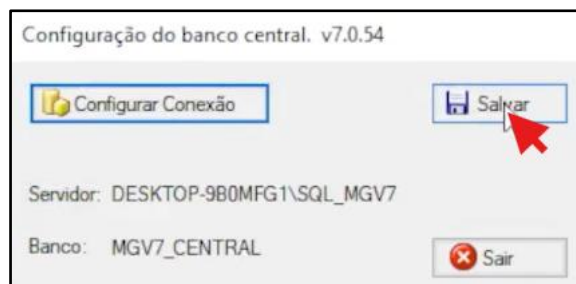 Configuração do banco central. v7.0.54
Configurar Conexão
Salvar
Servidor: DESKTOP-9B0MFG1\SQL_MGV7
Banco: MGV7_CENTRAL
Sair